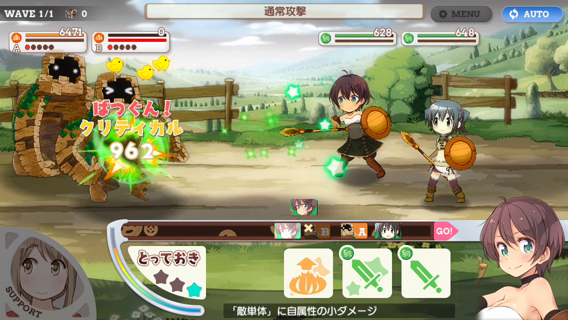 WAVE 1/1 0
通常攻撃
MENU
AUTO
6471
0
628
648
A
B
ばつぐん!
クリティカル
962
B A GO!
とっておき
SUPPORT
「敵単体」に自属性の小ダメージ